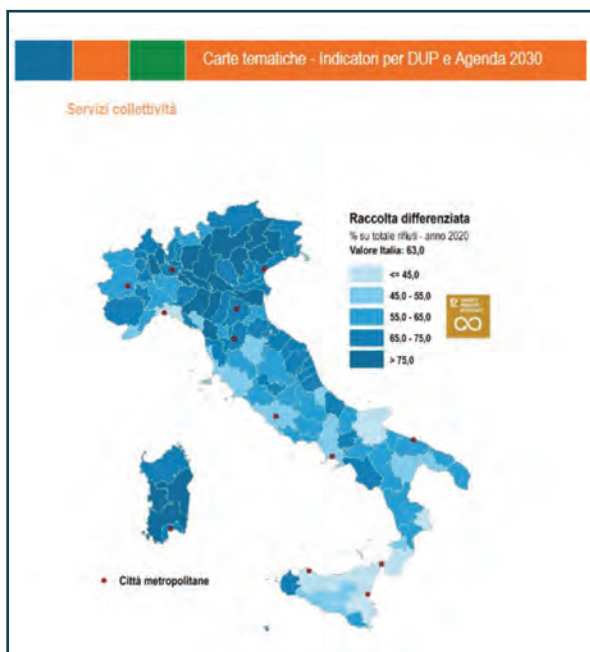 Carte tematiche - Indicatori per DUP e Agenda 2030
Servizi collettività
Raccolta differenziata
% su totale rifiuti - anno 2020
Valore Italia: 63,0
<= 45,0
45,0 - 55,0
55,0 - 65,0
65,0 - 75,0
> 75,0
12
Città metropolitane